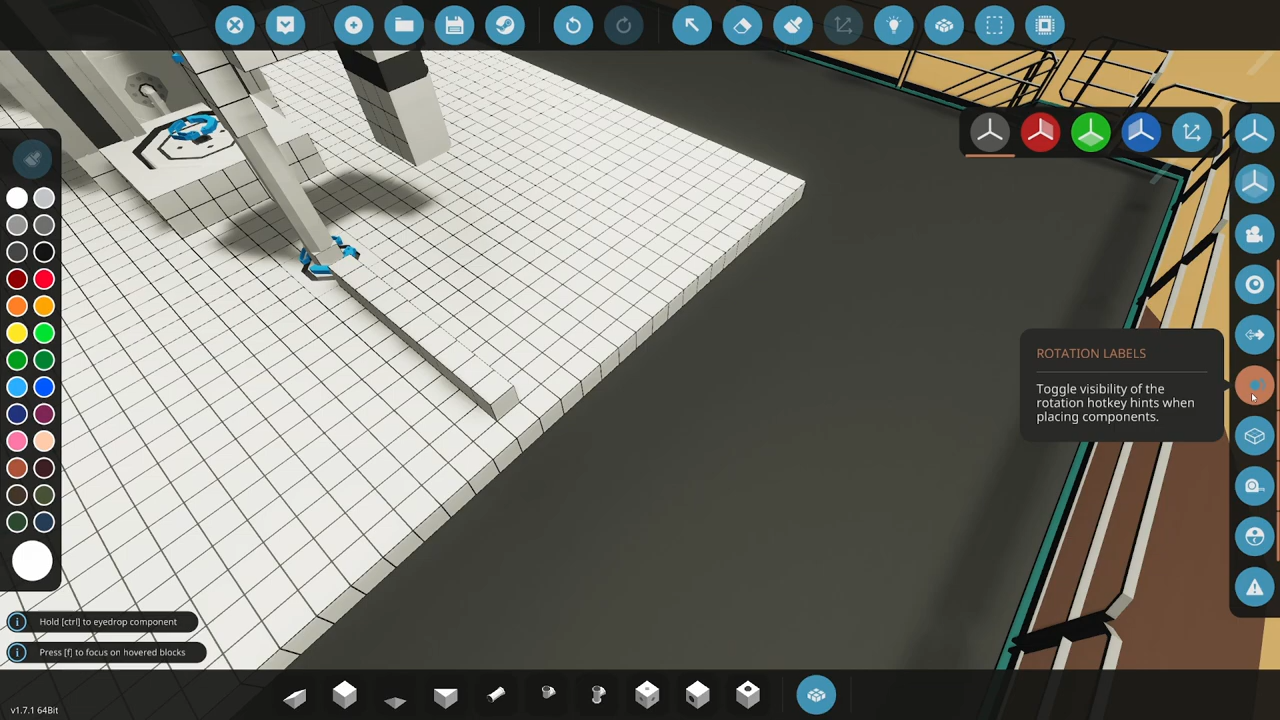 ROTATION LABELS
Toggle visibility of the
rotation hotkey hints when
placing components.
Hold [ctrl] to eyedrop component
Press [f] to focus on hovered blocks
v1.7.1 64Bit